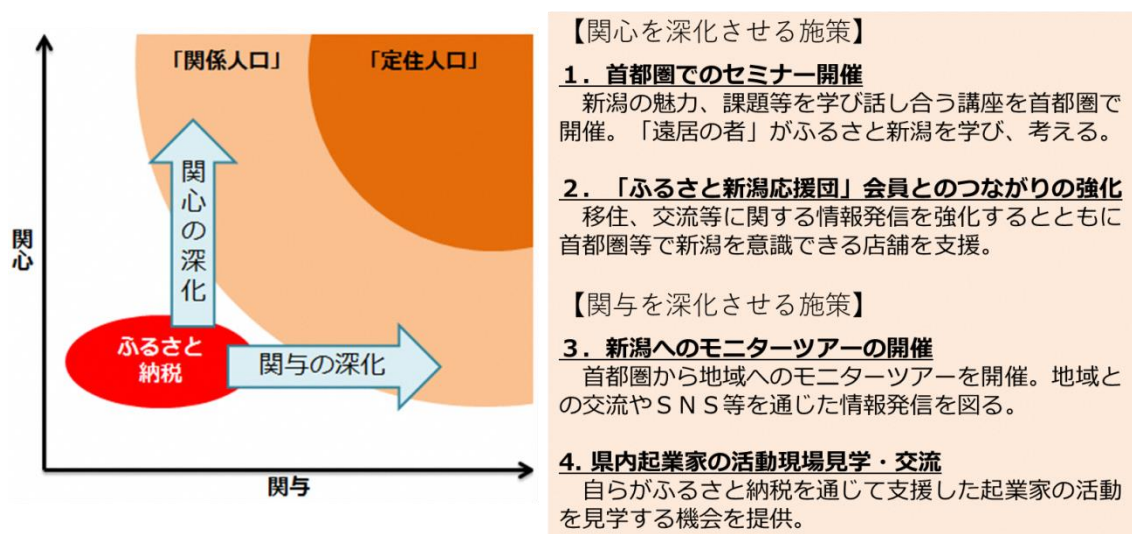 「関係人口」
「定住人口」
関心の深化
関心
ふるさと
納税
関与の深化
関与
【関心を深化させる施策】
１．首都圏でのセミナー開催
新潟の魅力、課題等を学び話し合う講座を首都圏で
開催。「遠居の者」がふるさと新潟を学び、考える。
２．「ふるさと新潟応援団」会員とのつながりの強化
移住、交流等に関する情報発信を強化するとともに
首都圏等で新潟を意識できる店舗を支援。
【関与を深化させる施策】
３．新潟へのモニターツアーの開催
首都圏から地域へのモニターツアーを開催。地域と
の交流やＳＮＳ等を通じた情報発信を図る。
4. 県内起業家の活動現場見学・交流
自らがふるさと納税を通じて支援した起業家の活動
を見学する機会を提供。